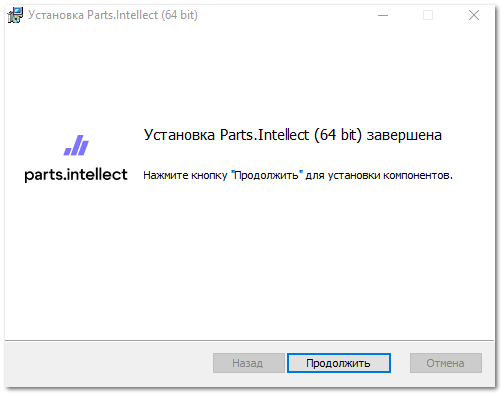 Установка Parts.Intellect (64 bit)
Установка Parts.Intellect (64 bit) завершена
parts.intellect
Нажмите кнопку "Продолжить" для установки компонентов.
Назад
Продолжить
Отмена